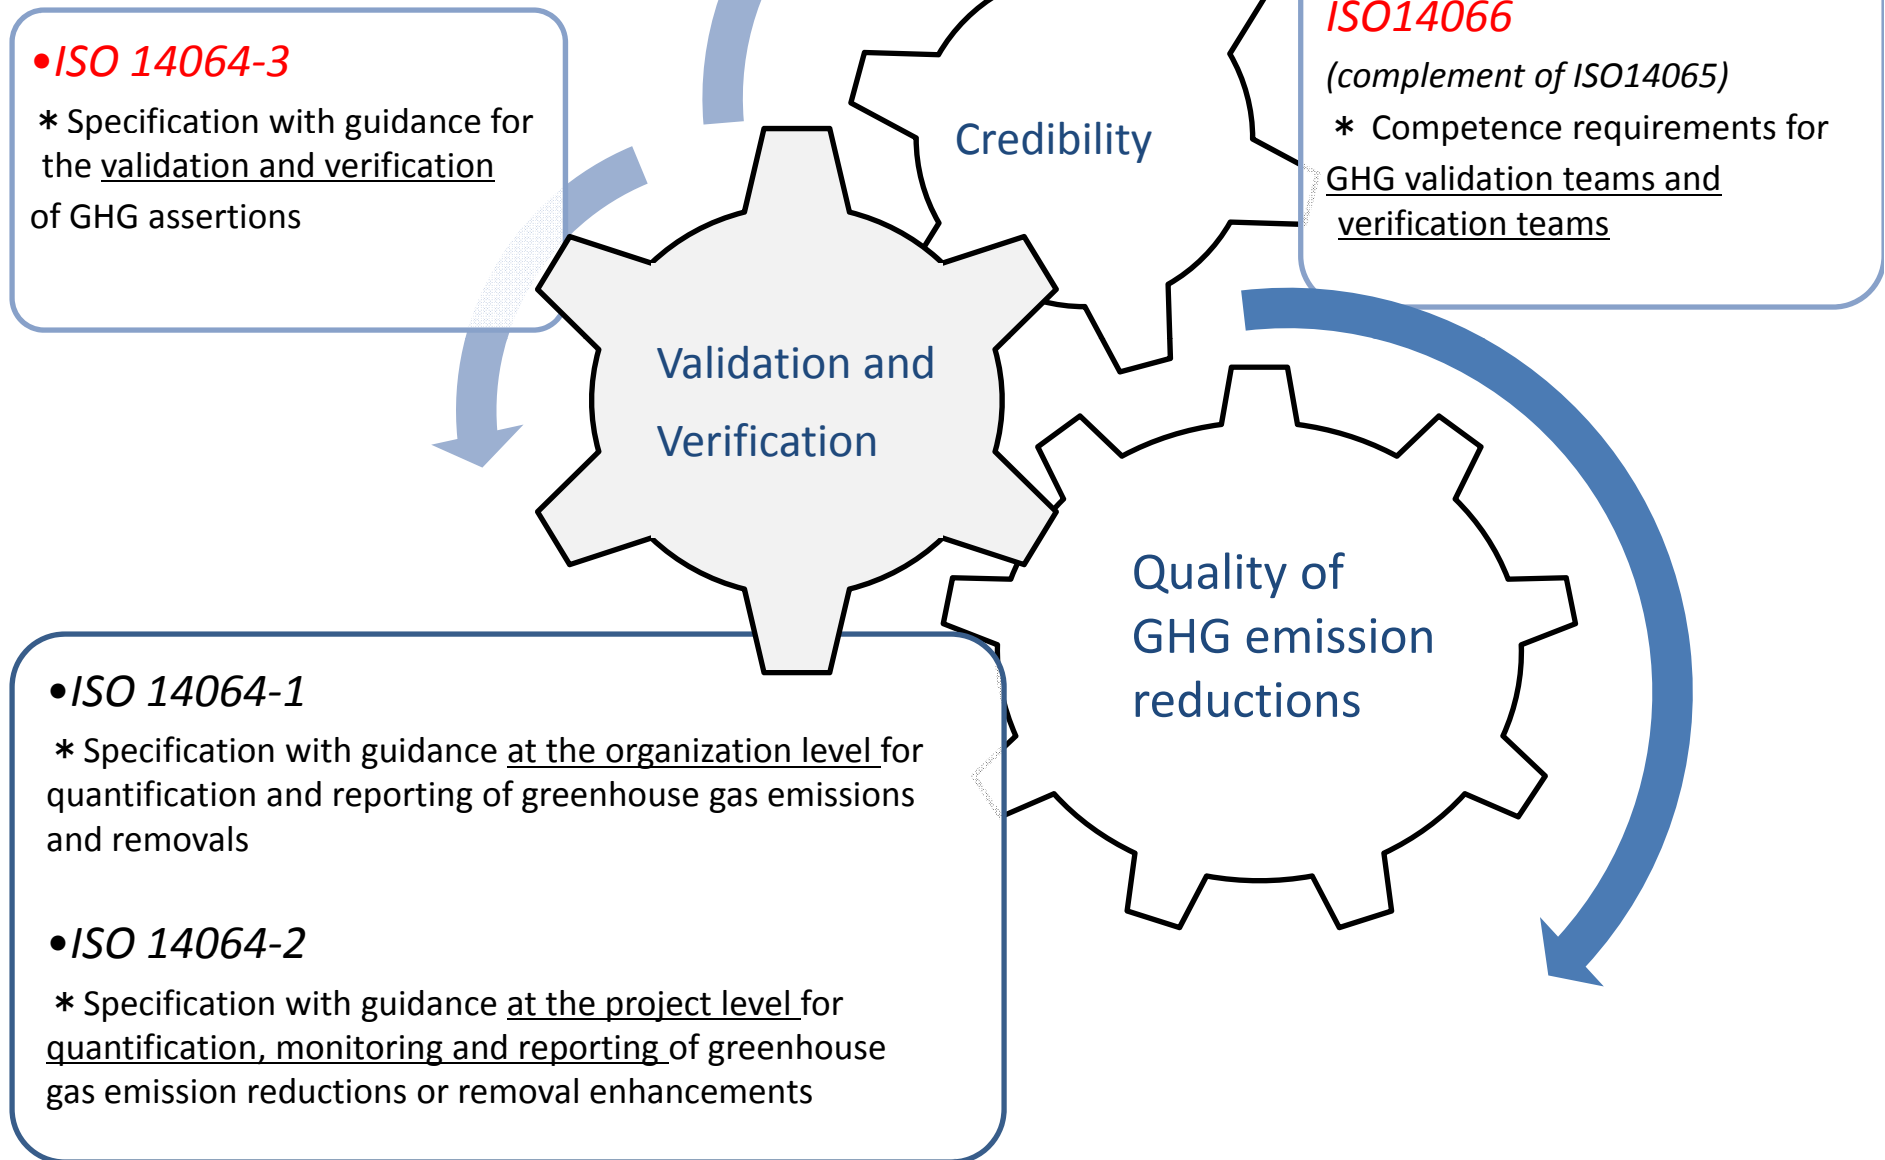 •ISO 14064-3
* Specification with guidance for
the validation and verification
of GHG assertions
Credibility
ISO14066
(complement of ISO14065)
* Competence requirements for
GHG validation teams and
verification teams
Validation and
Verification
Quality of
GHG emission
reductions
•ISO 14064-1
* Specification with guidance at the organization level for
quantification and reporting of greenhouse gas emissions
and removals
•ISO 14064-2
* Specification with guidance at the project level for
quantification, monitoring and reporting of greenhouse
gas emission reductions or removal enhancements